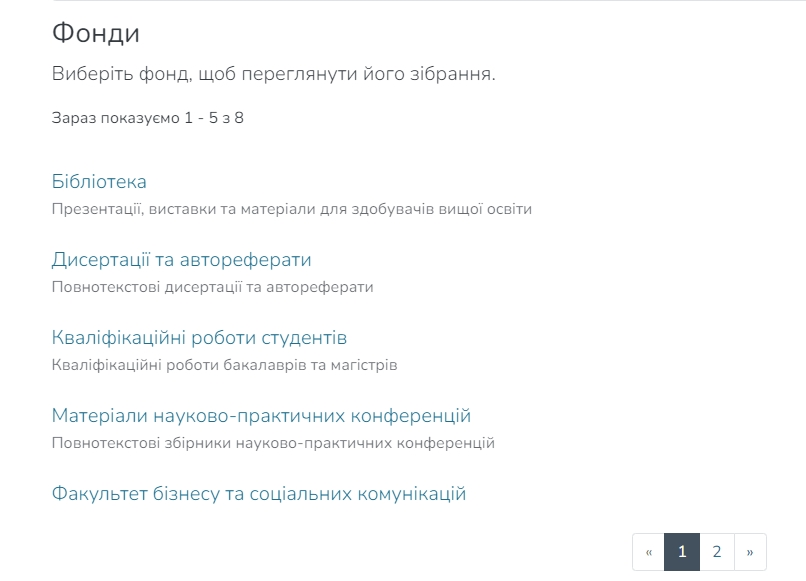 Фонди
Виберіть фонд, щоб переглянути його зібрання.
Зараз показуємо 1 - 5 з 8
Бібліотека
Презентації, виставки та матеріали для здобувачів вищої освіти
Дисертації та автореферати
Повнотекстові дисертації та автореферати
Кваліфікаційні роботи студентів
Кваліфікаційні роботи бакалаврів та магістрів
Матеріали науково-практичних конференцій
Повнотекстові збірники науково-практичних конференцій
Факультет бізнесу та соціальних комунікацій
« 1 2 »